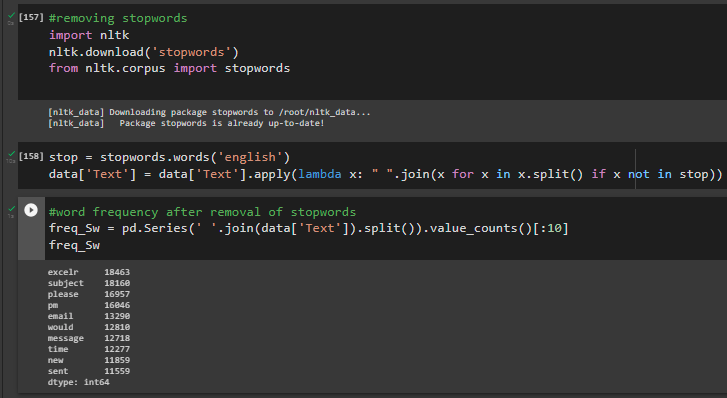 [157] #removing stopwords
import nltk
nltk.download('stopwords')
from nltk.corpus import stopwords
[nltk_data] Downloading package stopwords to /root/nltk_data...
[nltk_data]   Package stopwords is already up-to-date!
[158] stop = stopwords.words('english')
data['Text'] = data['Text'].apply(lambda x: " ".join(x for x in x.split() if x not in stop))
#word frequency after removal of stopwords
freq_Sw = pd.Series(' '.join(data['Text']).split()).value_counts()[:10]
freq_Sw
excelr     18463
subject    18160
please     16957
pm         16046
email      13290
would      12810
message    12718
time       12277
new        11859
sent       11559
dtype: int64